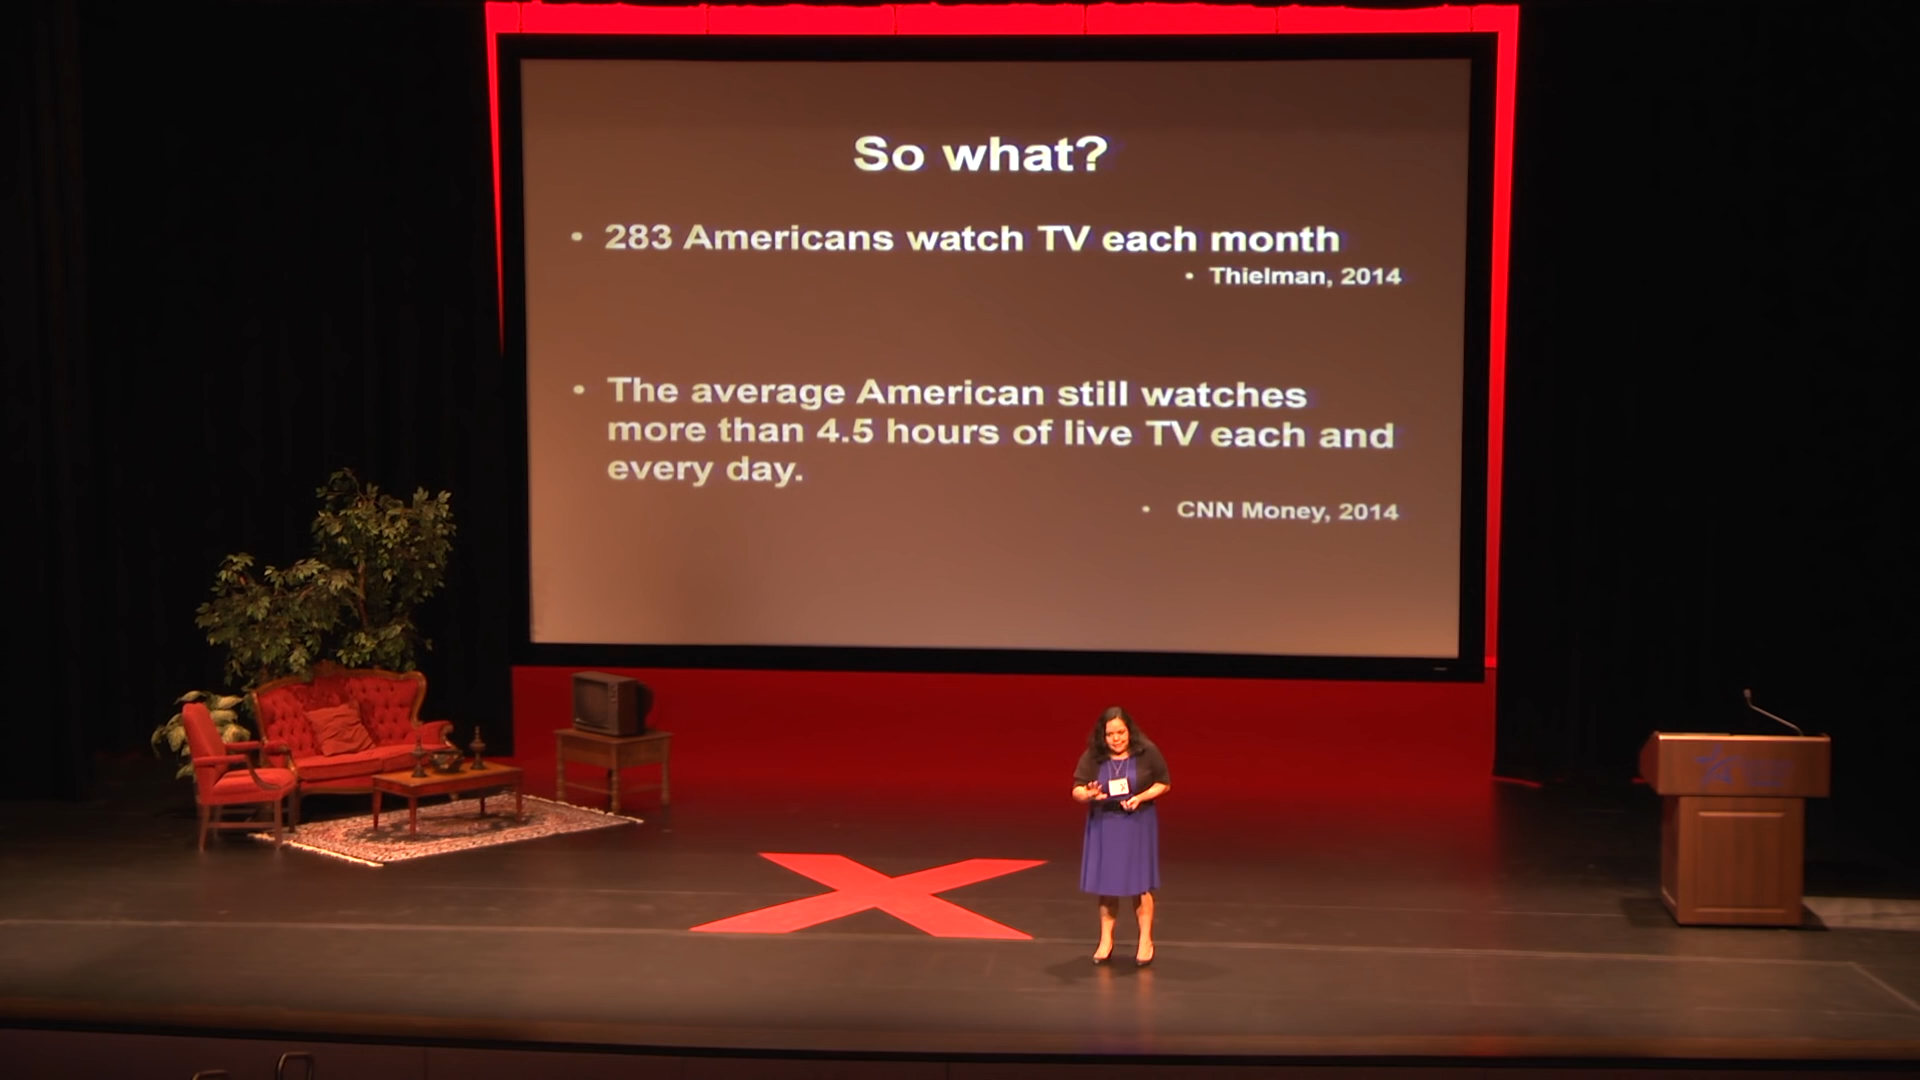 So what?
• 283 Americans watch TV each month
• Thielman, 2014
• The average American still watches
more than 4.5 hours of live TV each and
every day.
• CNN Money, 2014
X